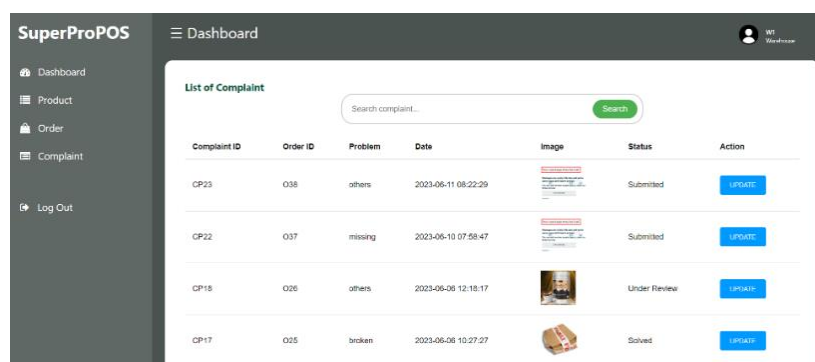 SuperProPOS
☰ Dashboard
W1
Warehouse
Dashboard
Product
Order
Complaint
Log Out
List of Complaint
Search complaint... Search
Complaint ID Order ID Problem Date Image Status Action
CP23 O38 others 2023-06-11 08:22:29 Submitted UPDATE
CP22 O37 missing 2023-06-10 07:58:47 Submitted UPDATE
CP18 O26 others 2023-06-06 12:18:17 Under Review UPDATE
CP17 O25 broken 2023-06-06 10:27:27 Solved UPDATE